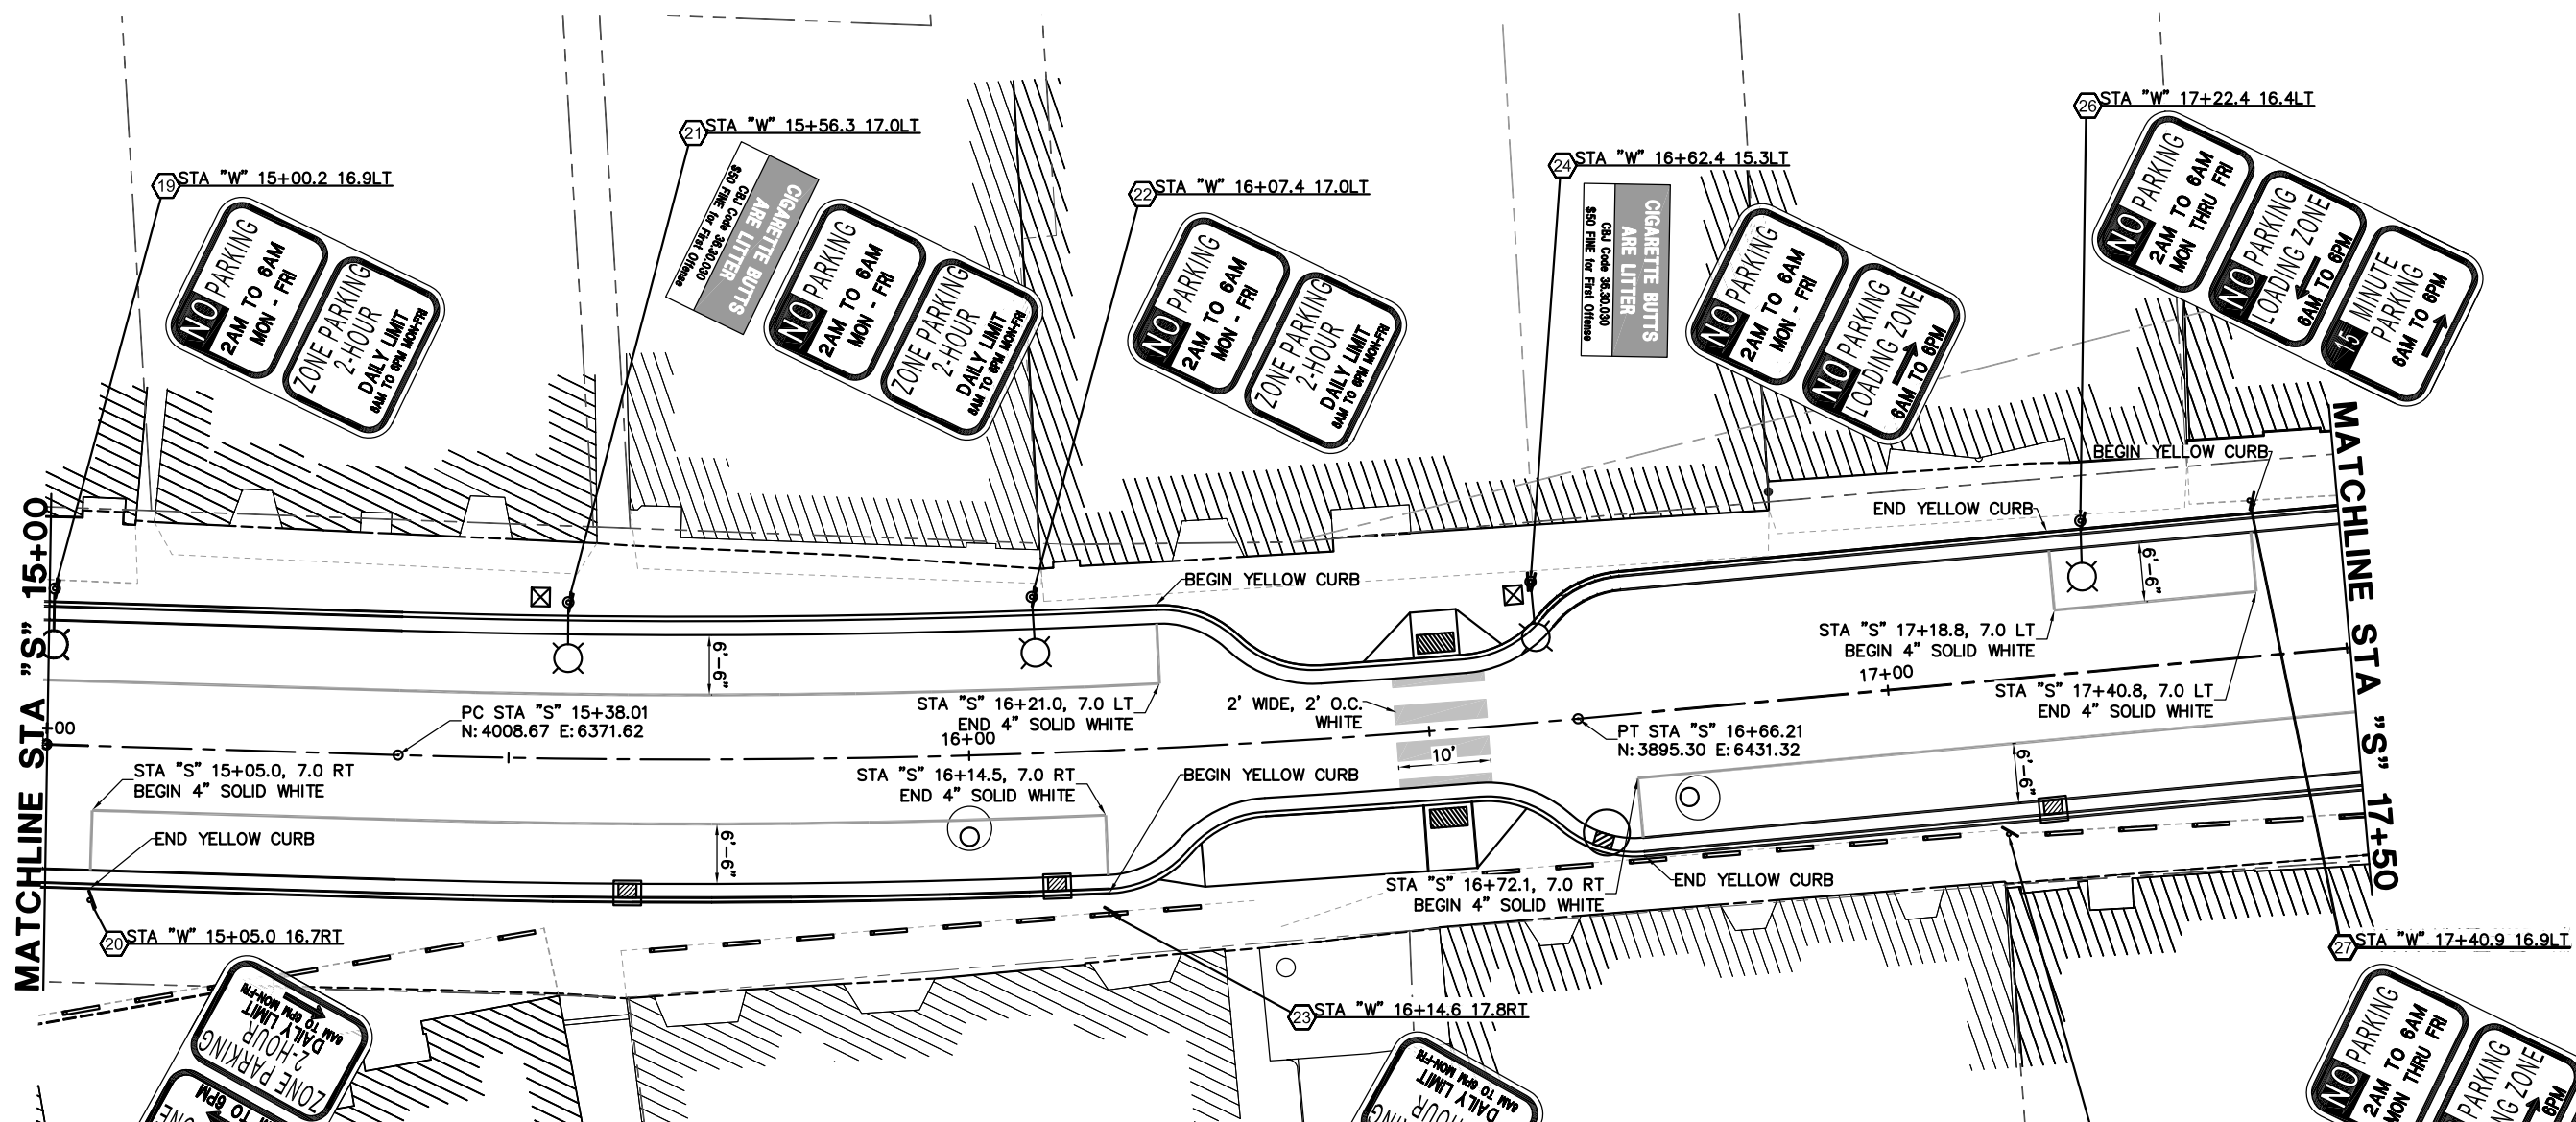 19
STA "W" 15+00.2 16.9LT
NO PARKING
2AM TO 6AM
MON - FRI
ZONE PARKING
2-HOUR
DAILY LIMIT
8AM TO 6PM MON-FRI
21
STA "W" 15+56.3 17.0LT
CIGARETTE BUTTS
ARE LITTER
CBJ Code 36.30.030
$50 FINE for First Offense
NO PARKING
2AM TO 6AM
MON - FRI
ZONE PARKING
2-HOUR
DAILY LIMIT
8AM TO 6PM MON-FRI
22
STA "W" 16+07.4 17.0LT
NO PARKING
2AM TO 6AM
MON - FRI
ZONE PARKING
2-HOUR
DAILY LIMIT
8AM TO 6PM MON-FRI
24
STA "W" 16+62.4 15.3LT
CIGARETTE BUTTS
ARE LITTER
CBJ Code 36.30.030
$50 FINE for First Offense
NO PARKING
2AM TO 6AM
MON - FRI
NO PARKING
LOADING ZONE
6AM TO 6PM
26
STA "W" 17+22.4 16.4LT
NO PARKING
2AM TO 6AM
MON THRU FRI
NO PARKING
LOADING ZONE
6AM TO 6PM
15 MINUTE
PARKING
6AM TO 6PM
MATCHLINE STA "S" 15+00
MATCHLINE STA "S" 17+50
BEGIN YELLOW CURB
END YELLOW CURB
BEGIN YELLOW CURB
6'-6"
6'-6"
STA "S" 17+18.8, 7.0 LT
BEGIN 4" SOLID WHITE
17+00
STA "S" 17+40.8, 7.0 LT
END 4" SOLID WHITE
STA "S" 16+21.0, 7.0 LT
END 4" SOLID WHITE
2' WIDE, 2' O.C.
WHITE
PC STA "S" 15+38.01
N:4008.67 E:6371.62
+00
16+00
PT STA "S" 16+66.21
N:3895.30 E:6431.32
10'
STA "S" 15+05.0, 7.0 RT
BEGIN 4" SOLID WHITE
STA "S" 16+14.5, 7.0 RT
END 4" SOLID WHITE
BEGIN YELLOW CURB
END YELLOW CURB
6'-6"
6'-6"
STA "S" 16+72.1, 7.0 RT
BEGIN 4" SOLID WHITE
END YELLOW CURB
20
STA "W" 15+05.0 16.7RT
ZONE PARKING
2-HOUR
DAILY LIMIT
8AM TO 6PM MON-FRI
TO 6PM
23
STA "W" 16+14.6 17.8RT
DAILY LIMIT
8AM TO 6PM MON-FRI
27
STA "W" 17+40.9 16.9LT
NO PARKING
2AM TO 6AM
MON THRU FRI
PARKING
ZONE
6PM